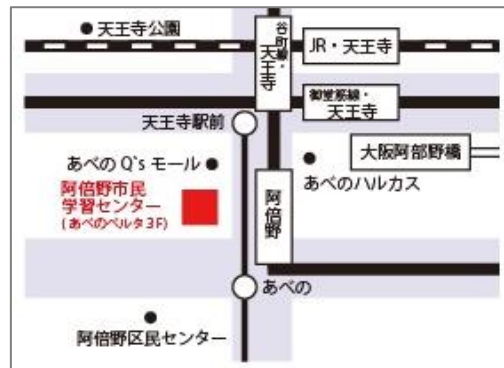 天王寺公園
谷町線・
天王寺
JR・天王寺
御堂筋線・
天王寺
天王寺駅前
大阪阿部野橋
あべのQ'sモール
あべのハルカス
阿倍野市民
学習センター
(あべのベルタ3F)
阿倍野
あべの
阿倍野区民センター